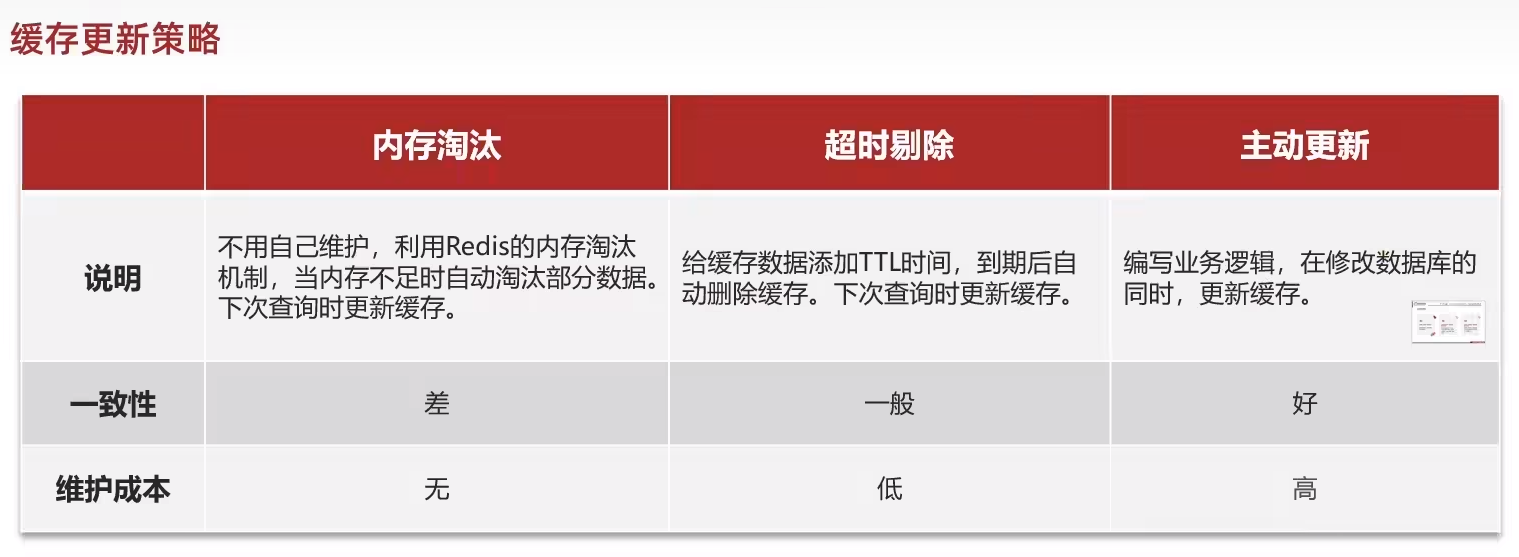 缓存更新策略
内存淘汰 超时剔除 主动更新
说明
不用自己维护，利用Redis的内存淘汰
机制，当内存不足时自动淘汰部分数据。
下次查询时更新缓存。
给缓存数据添加TTL时间，到期后自
动删除缓存。下次查询时更新缓存。
编写业务逻辑，在修改数据库的
同时，更新缓存。
一致性 差 一般 好
维护成本 无 低 高